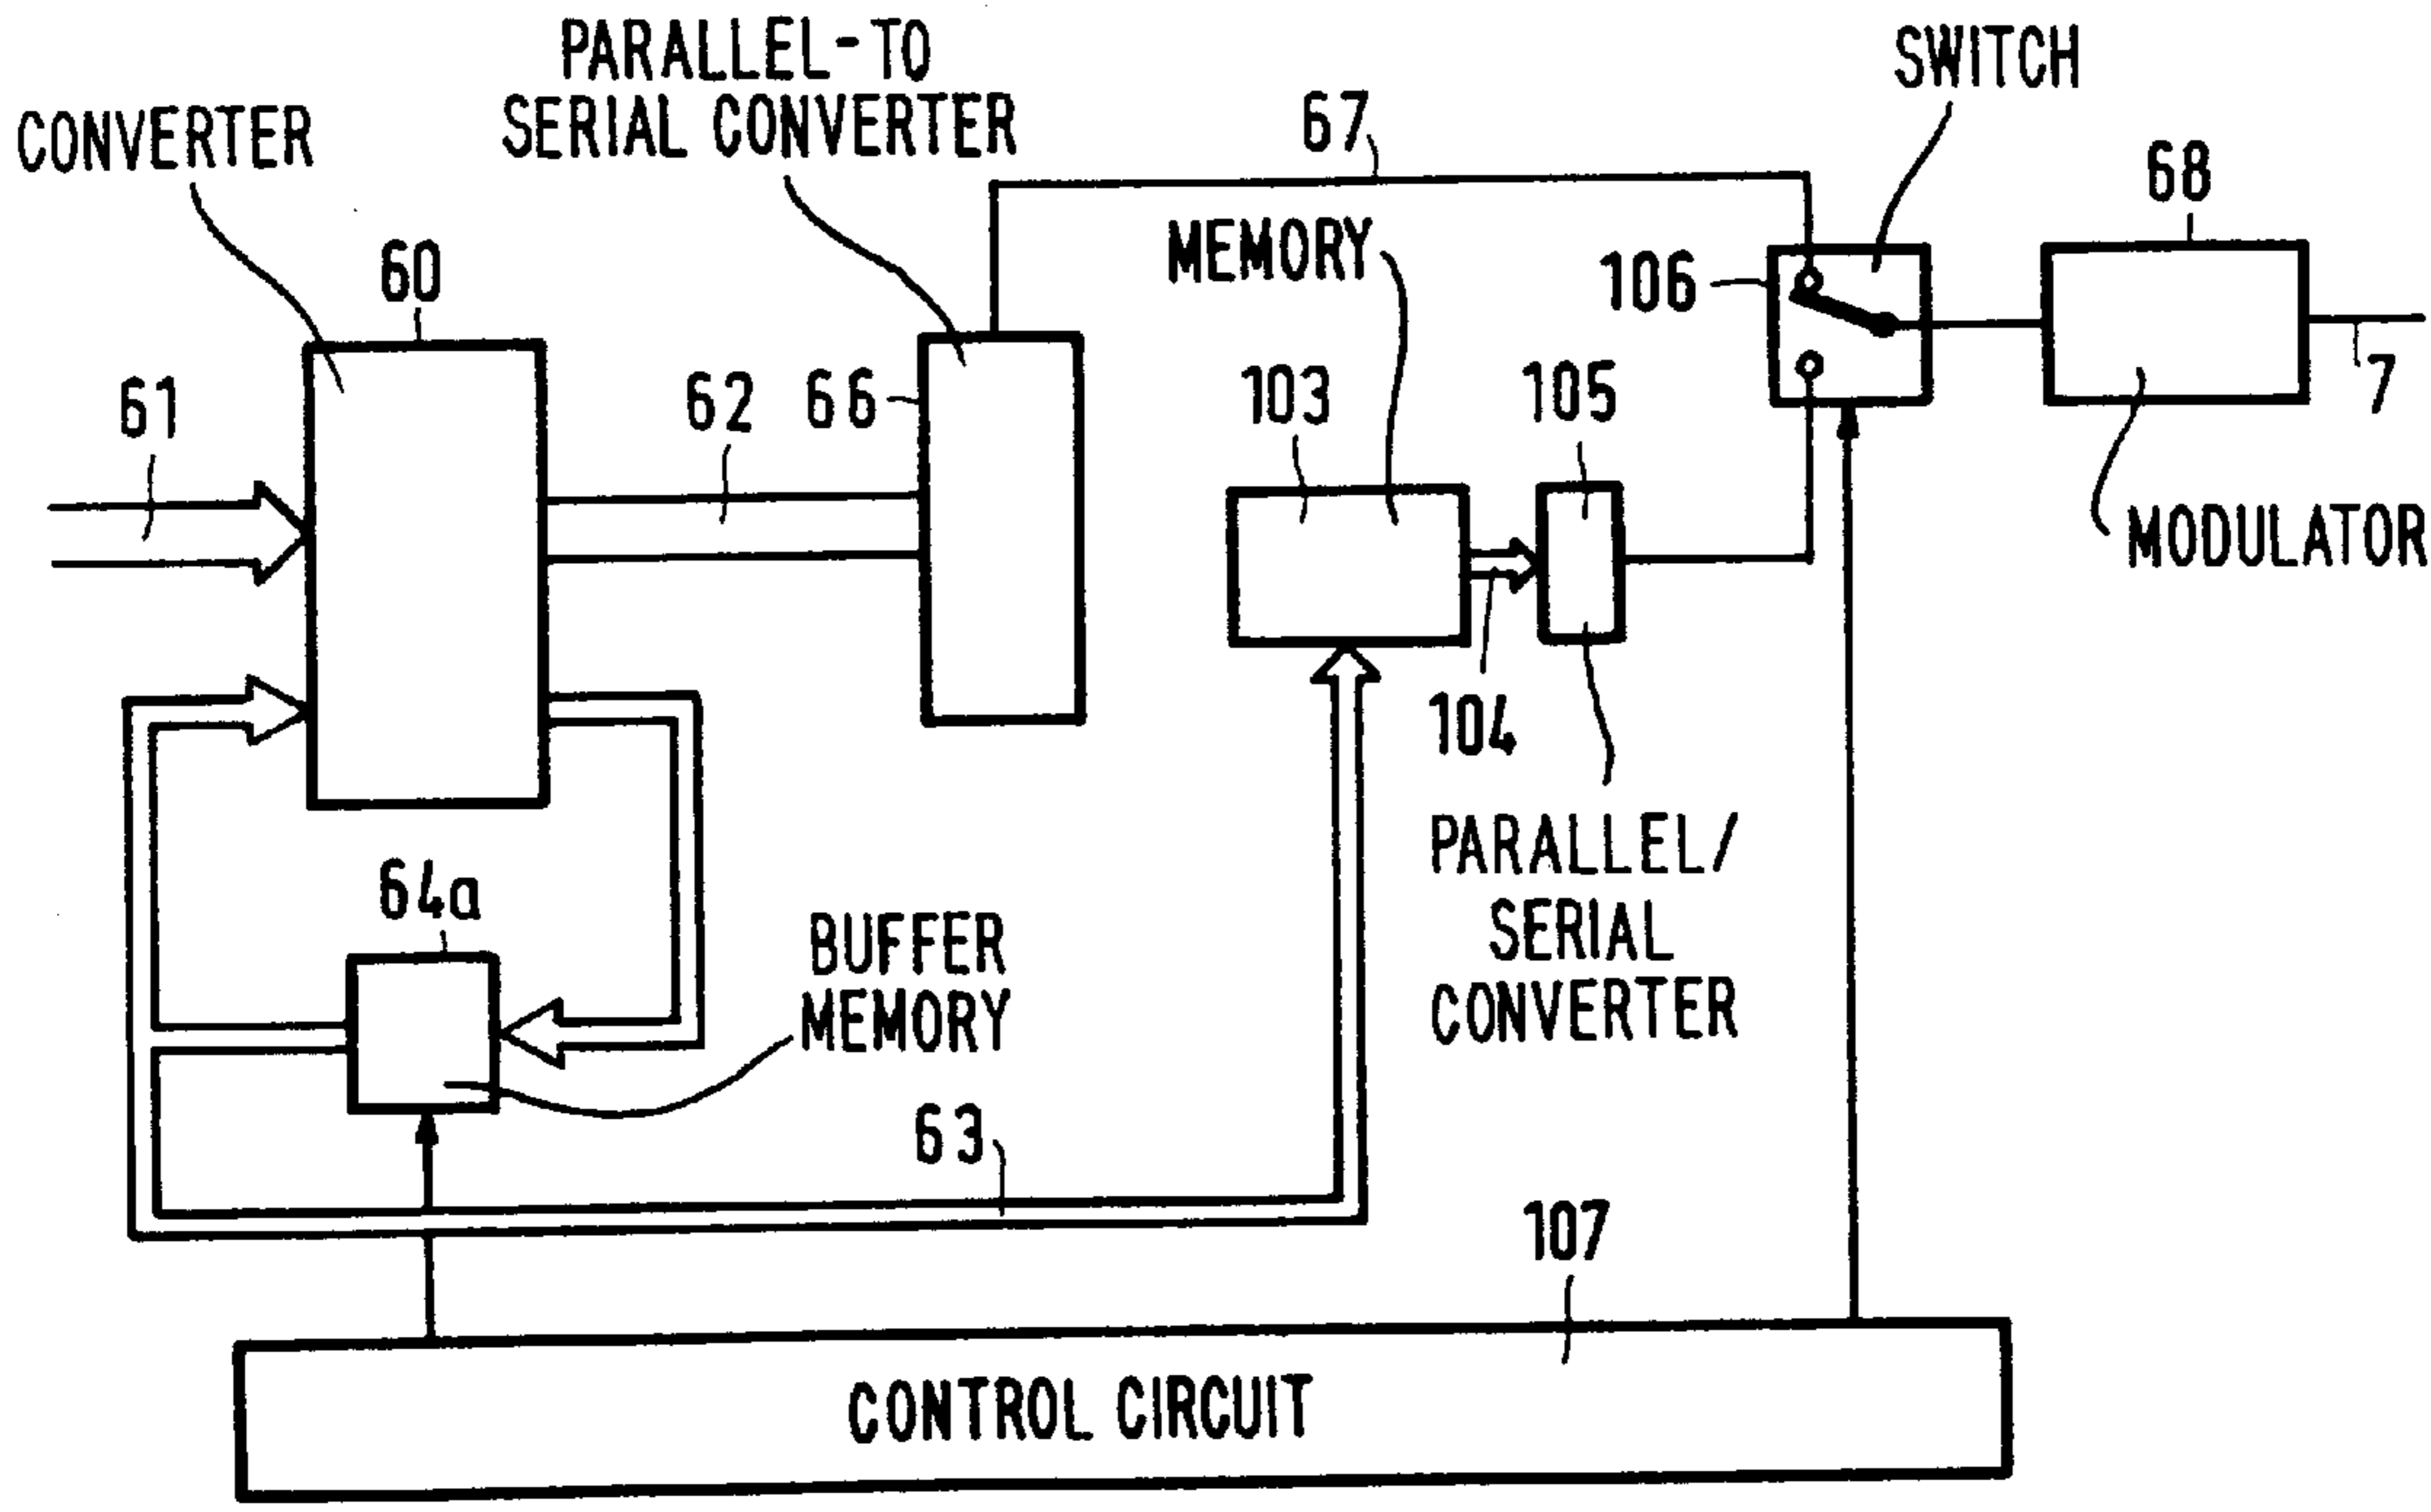 PARALLEL-TO
SERIAL CONVERTER
CONVERTER
SWITCH
67
68
MEMORY
60
106
61
62
66
103
105
7
MODULATOR
104
PARALLEL/
SERIAL
CONVERTER
64a
BUFFER
MEMORY
63
107
CONTROL CIRCUIT